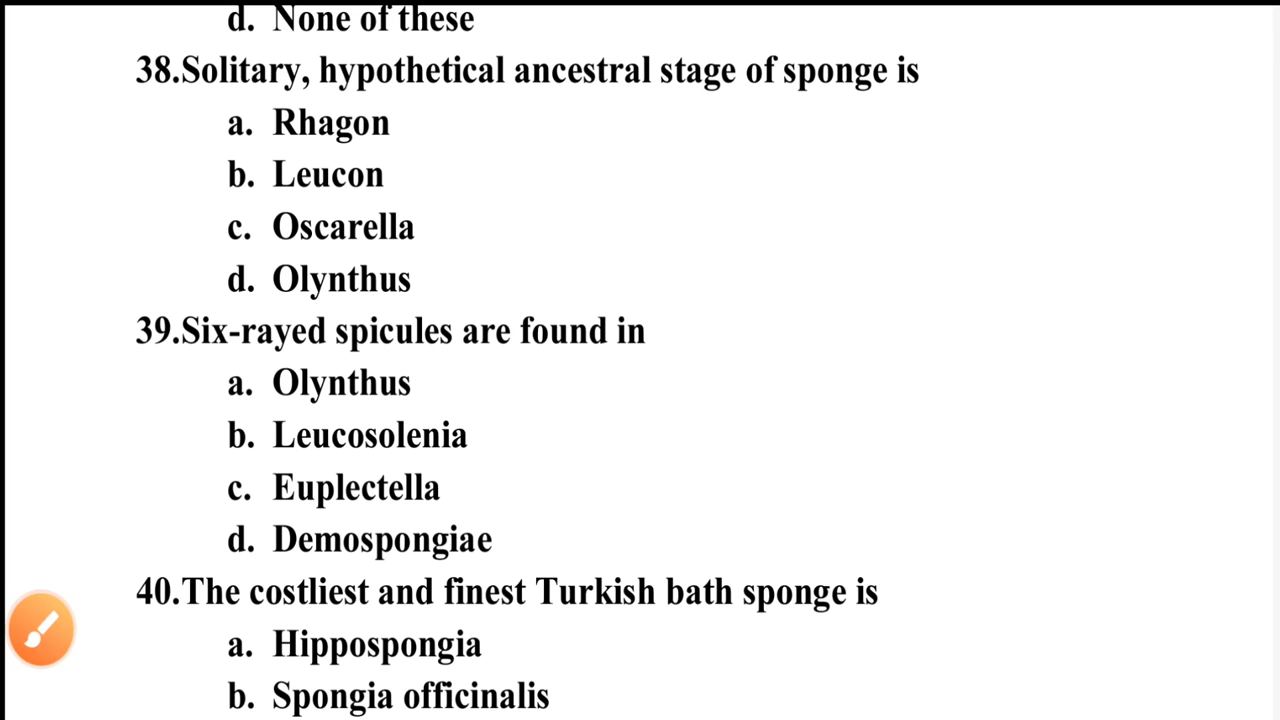 d. None of these
38.Solitary, hypothetical ancestral stage of sponge is
a. Rhagon
b. Leucon
c. Oscarella
d. Olynthus
39.Six-rayed spicules are found in
a. Olynthus
b. Leucosolenia
c. Euplectella
d. Demospongiae
40.The costliest and finest Turkish bath sponge is
a. Hippospongia
b. Spongia officinalis